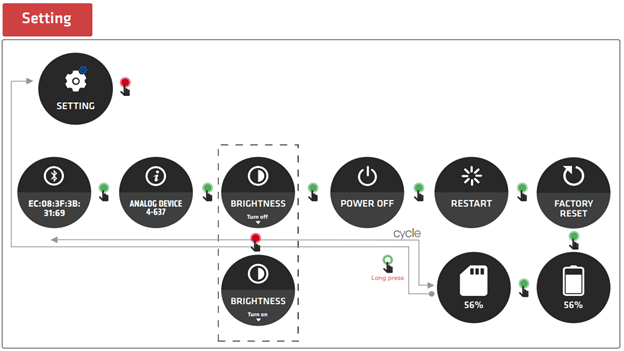 Setting
SETTING
EC:08:3F:3B:
31:69
ANALOG DEVICE
4-637
BRIGHTNESS
Turn off
POWER OFF
RESTART
FACTORY
RESET
cycle
Long press
BRIGHTNESS
Turn on
56%
56%